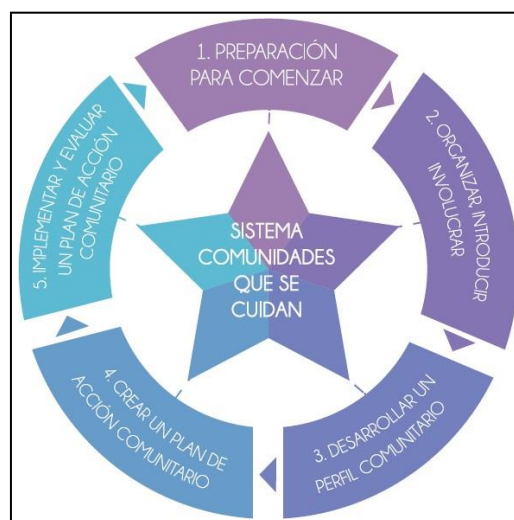 1. PREPARACIÓN
PARA COMENZAR
2. ORGANIZAR, INTRODUCIR
INVOLUCRAR
3. DESARROLLAR UN
PERFIL COMUNITARIO
4. CREAR UN PLAN DE
ACCIÓN COMUNITARIO
5. IMPLEMENTAR Y EVALUAR
UN PLAN DE ACCIÓN
COMUNITARIO
SISTEMA
COMUNIDADES
QUE SE
CUIDAN